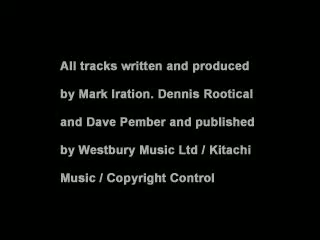 All tracks written and produced
by Mark Iration. Dennis Rootical
and Dave Pember and published
by Westbury Music Ltd / Kitachi
Music / Copyright Control